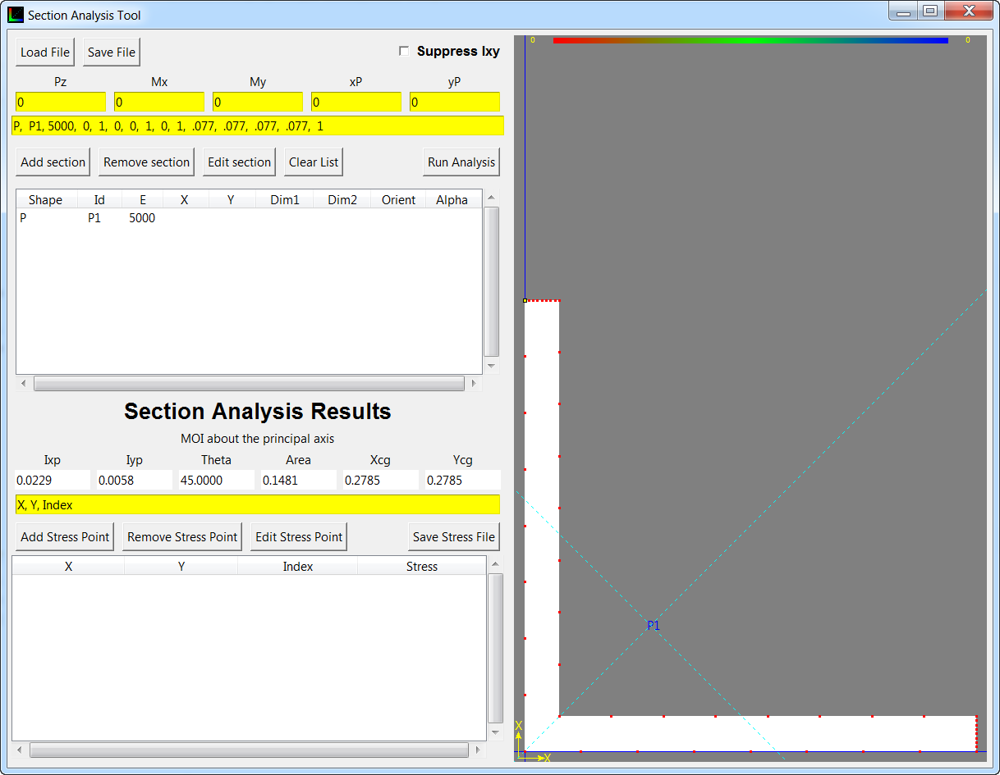 Section Analysis Tool
Load File Save File Suppress Ixy
Pz Mx My xP yP
0 0 0 0 0
P, P1, 5000, 0, 1, 0, 0, 1, 0, 1, .077, .077, .077, .077, 1
Add section Remove section Edit section Clear List Run Analysis
Shape Id E X Y Dim1 Dim2 Orient Alpha
P P1 5000
Section Analysis Results
MOI about the principal axis
Ixp Iyp Theta Area Xcg Ycg
0.0229 0.0058 45.0000 0.1481 0.2785 0.2785
X, Y, Index
Add Stress Point Remove Stress Point Edit Stress Point Save Stress File
X Y Index Stress
0 0
P1
X
X